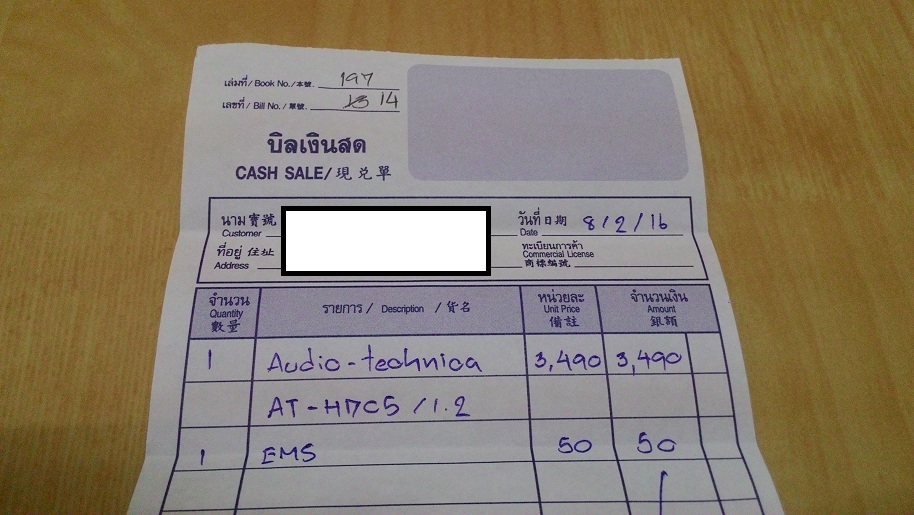 เล่มที่ / Book No. / 本號. 197
เลขที่ / Bill No. / 單號. 14
บิลเงินสด
CASH SALE/ 現兌單
นาม 寶號
Customer
วันที่ 日期 8/2/16
Date
ที่อยู่ 住址
Address
ทะเบียนการค้า
Commercial License
商標編號
จำนวน รายการ / Description / 貨名 หน่วยละ จำนวนเงิน
Quantity Unit Price Amount
數量 備註 銀額
1 Audio-technica 3,490 3,490
AT-HDC5 /1.2
1 EMS 50 50